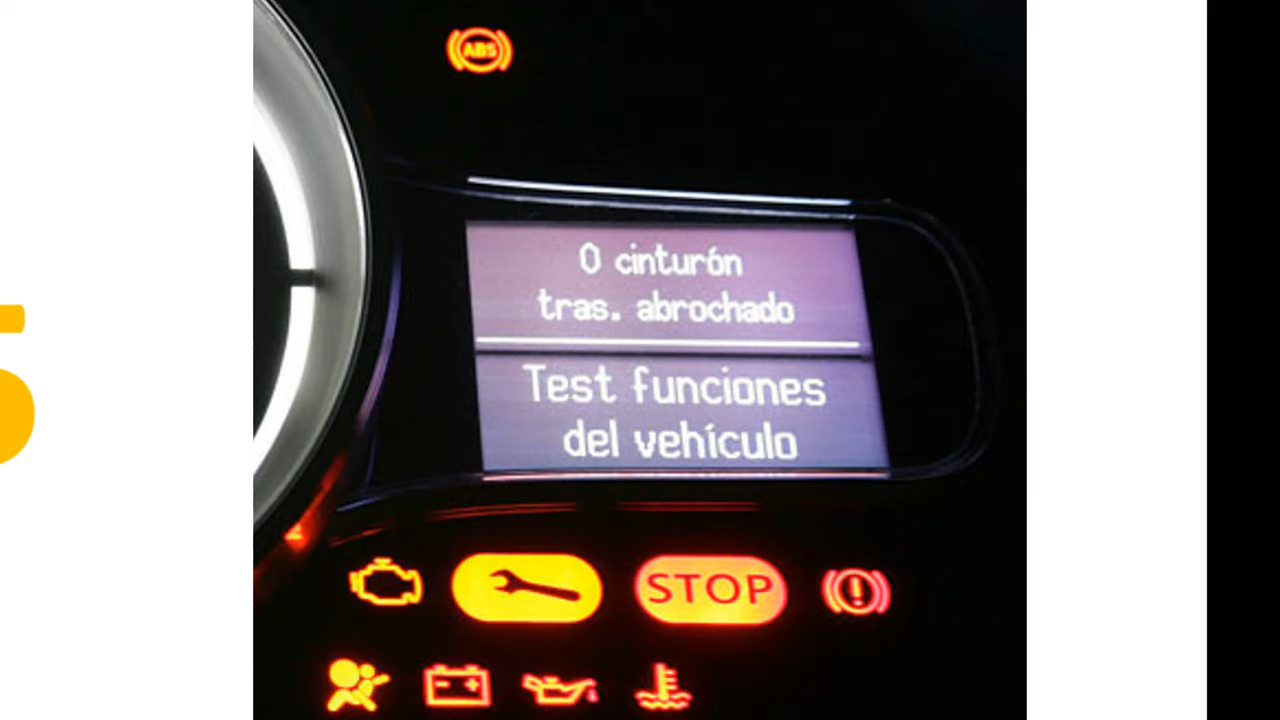 ABS
0 cinturón
tras. abrochado
Test funciones
del vehículo
STOP